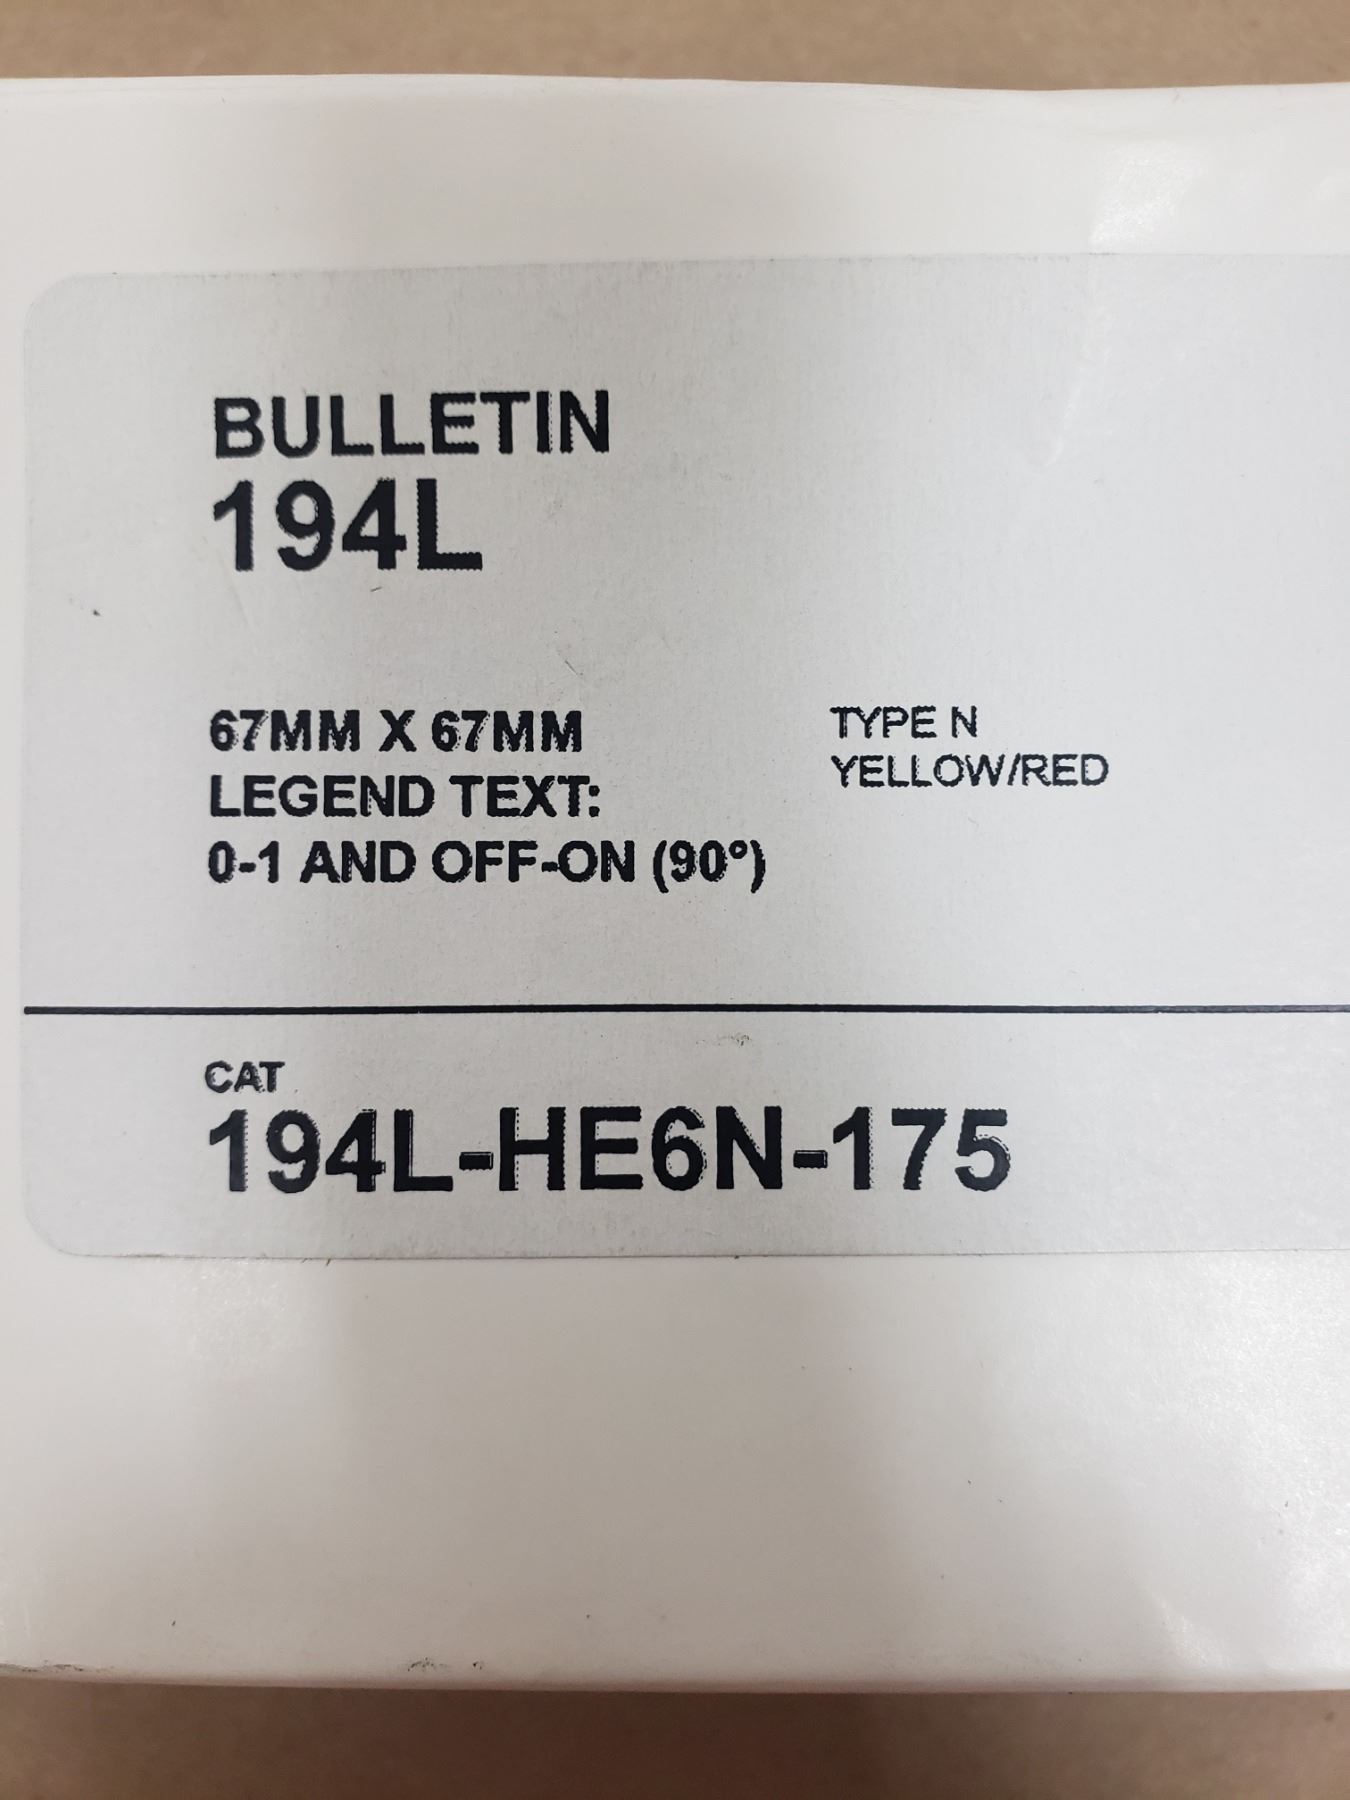 BULLETIN
194L
67MM X 67MM
LEGEND TEXT:
0-1 AND OFF-ON (90°)
TYPE N
YELLOW/RED
CAT
194L-HE6N-175